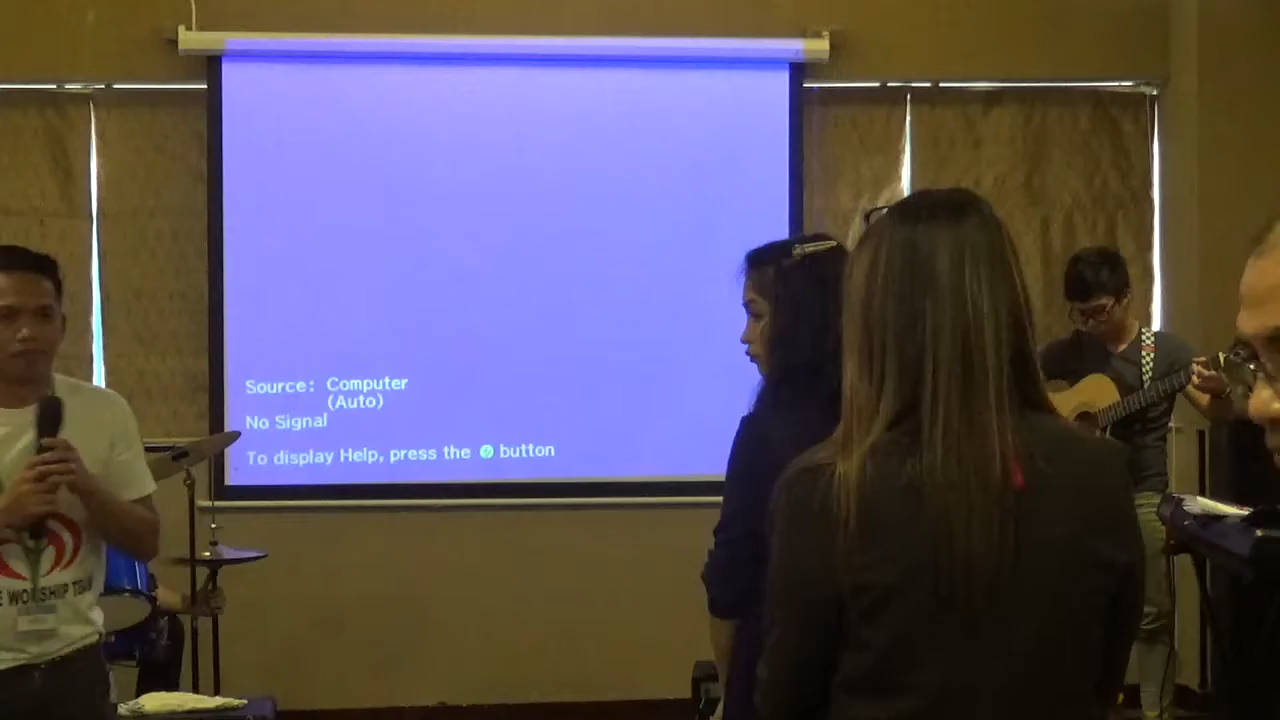 Source: Computer
(Auto)
No Signal
To display Help, press the button
WORSHIP TEAM